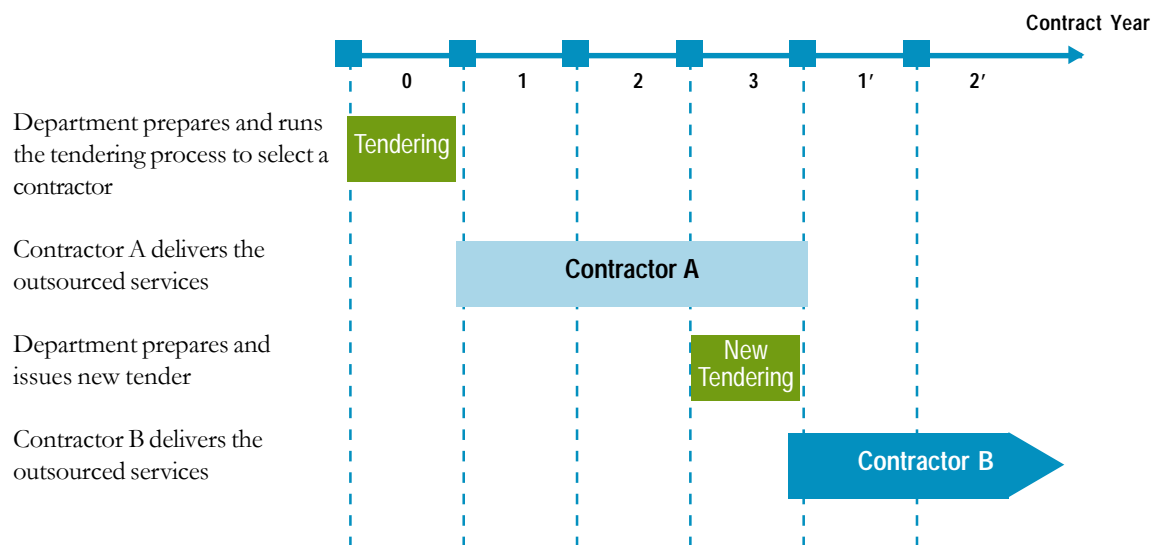 Contract Year
0 1 2 3 1′ 2′
Department prepares and runs
the tendering process to select a
contractor
Tendering
Contractor A delivers the
outsourced services
Contractor A
Department prepares and
issues new tender
New
Tendering
Contractor B delivers the
outsourced services
Contractor B